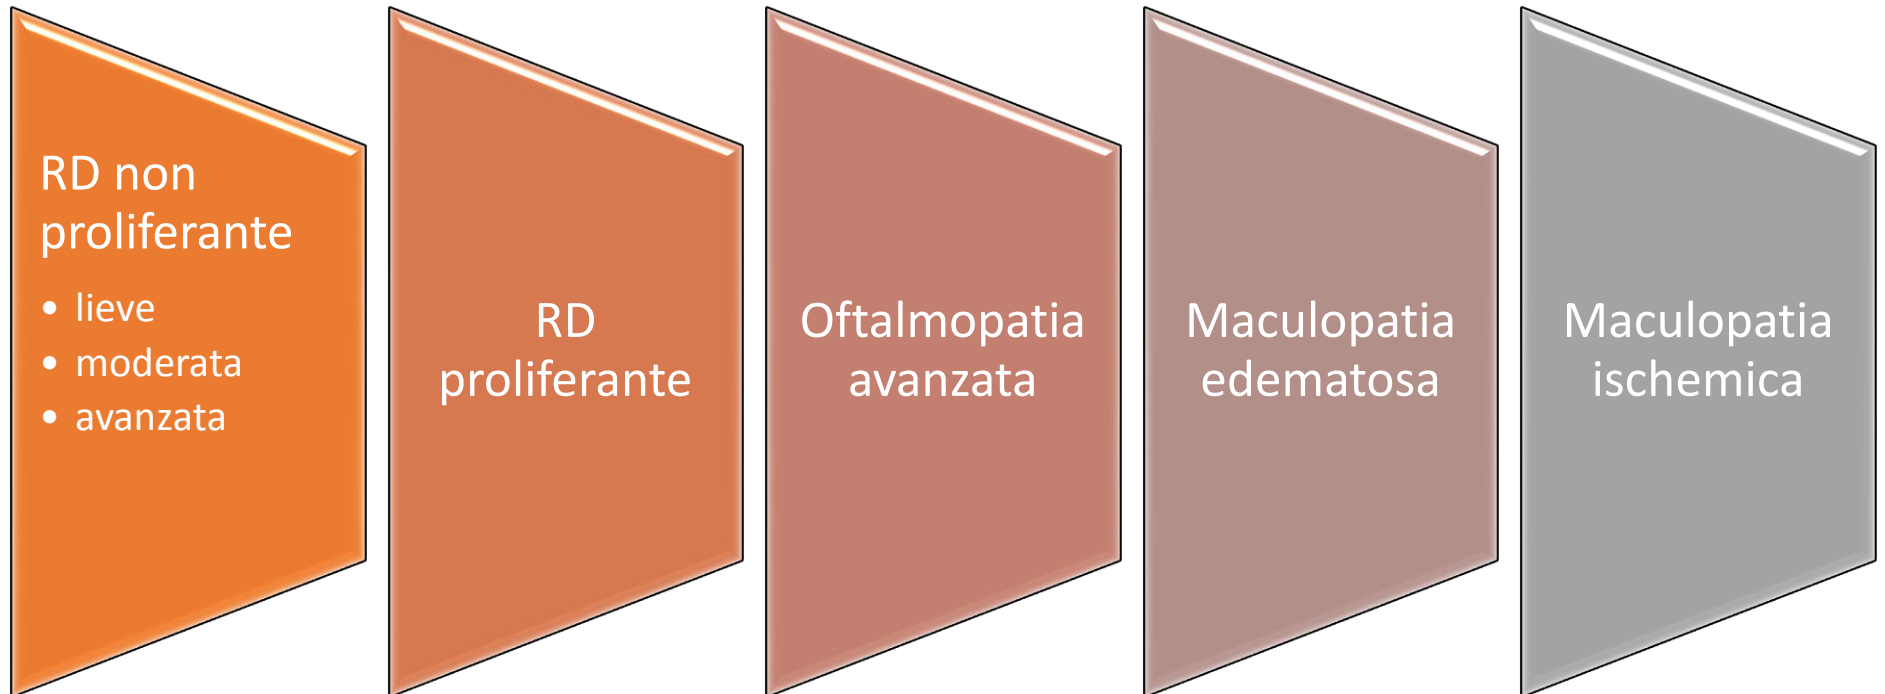 RD non
proliferante
• lieve
• moderata
• avanzata
RD
proliferante
Oftalmopatia
avanzata
Maculopatia
edematosa
Maculopatia
ischemica